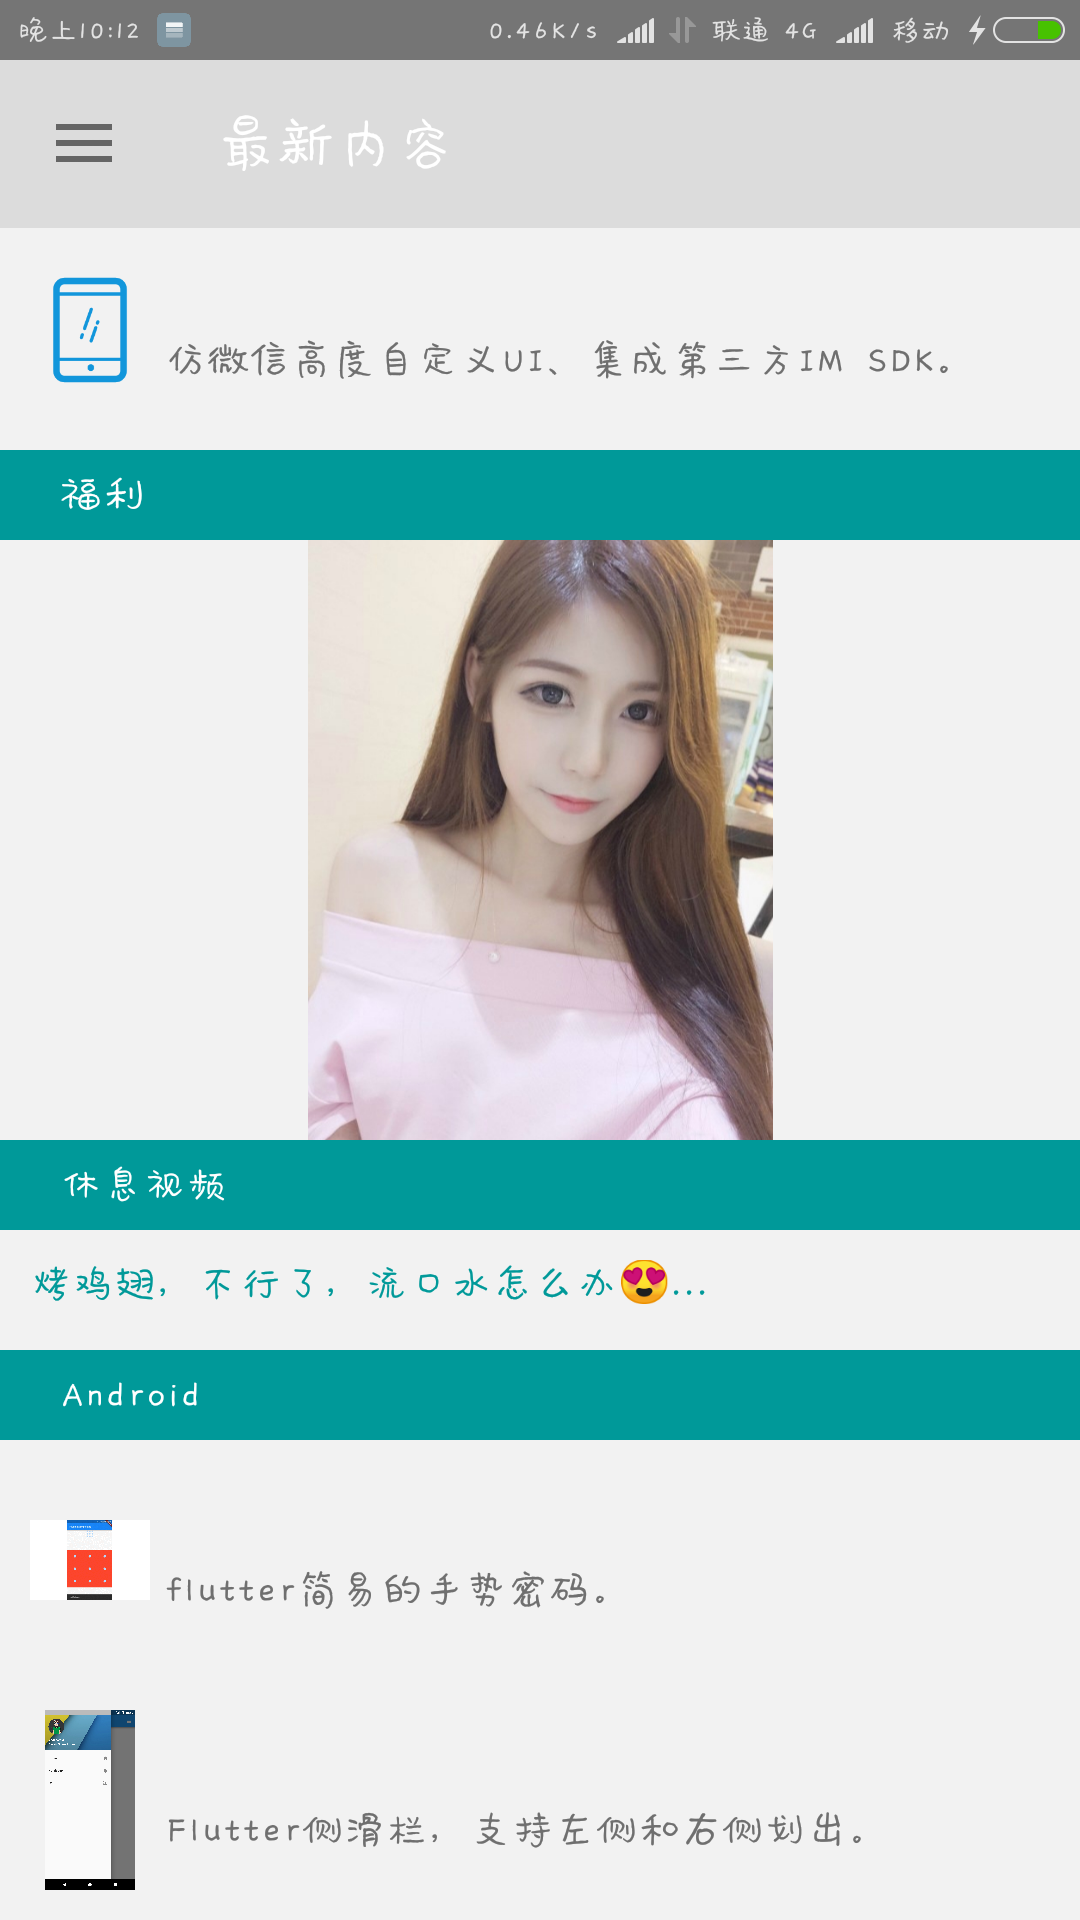 晚上10:12 0.46K/s 联通 4G 移动
最新内容
仿微信高度自定义UI、集成第三方IM SDK。
福利
休息视频
烤鸡翅，不行了，流口水怎么办😍...
Android
flutter简易的手势密码。
Flutter侧滑栏，支持左侧和右侧划出。